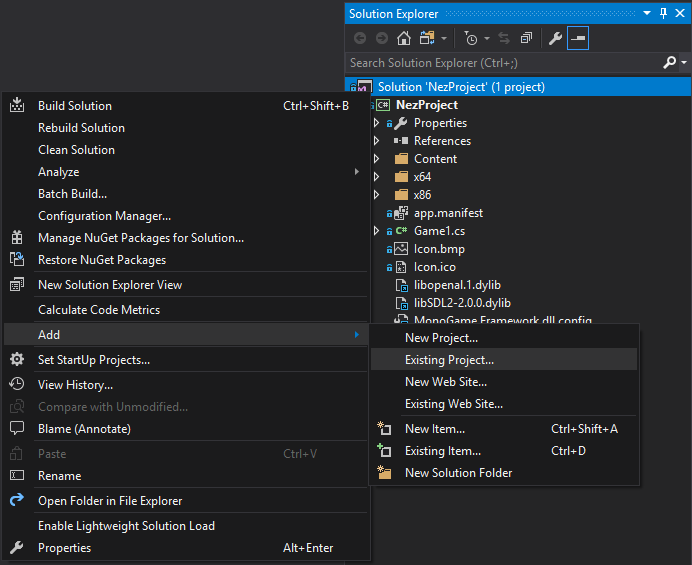 Solution Explorer
Search Solution Explorer (Ctrl+;)
Solution 'NezProject' (1 project)
C# NezProject
Properties
References
Content
x64
x86
app.manifest
C# Game1.cs
Icon.bmp
Icon.ico
libopenal.1.dylib
libSDL2-2.0.0.dylib
MonoGame.Framework.dll.config
Build Solution Ctrl+Shift+B
Rebuild Solution
Clean Solution
Analyze
Batch Build...
Configuration Manager...
Manage NuGet Packages for Solution...
Restore NuGet Packages
New Solution Explorer View
Calculate Code Metrics
Add
Set StartUp Projects...
View History...
Compare with Unmodified...
Blame (Annotate)
Paste Ctrl+V
Rename
Open Folder in File Explorer
Enable Lightweight Solution Load
Properties Alt+Enter
New Project...
Existing Project...
New Web Site...
Existing Web Site...
New Item... Ctrl+Shift+A
Existing Item... Ctrl+D
New Solution Folder